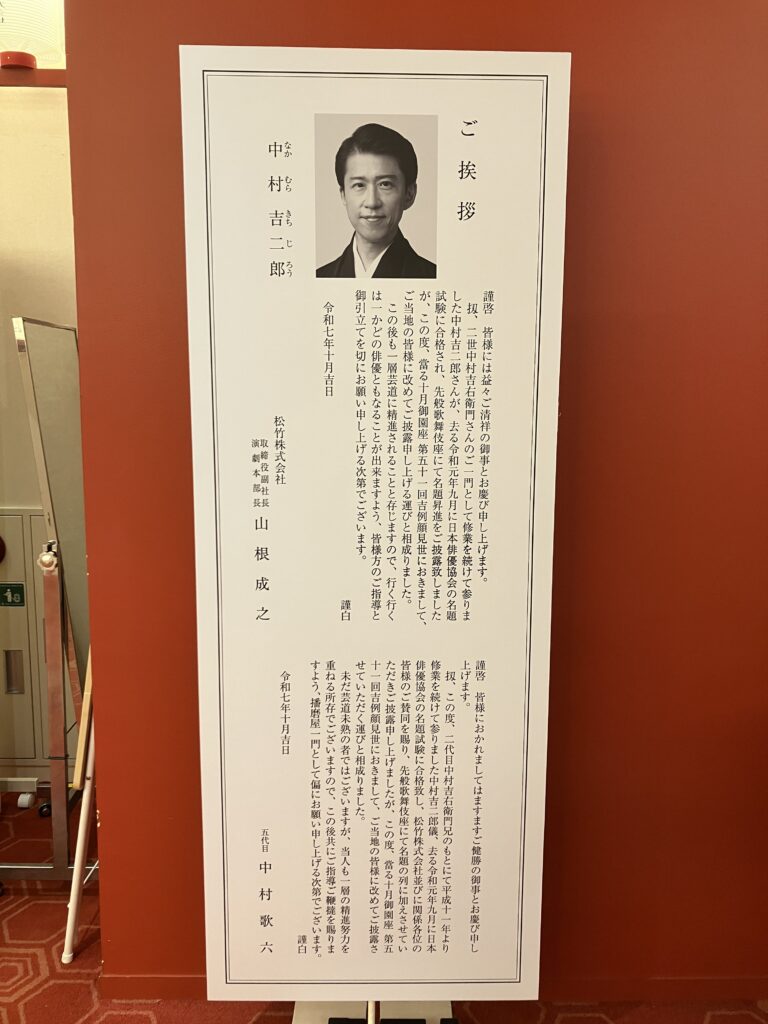 ご挨拶
中村吉二郎
なか むら きち じ ろう
謹啓 皆様には益々ご清祥の御事とお慶び申し上げます。
扨、二世中村吉右衛門さんのご一門として修業を続けて参りま
した中村吉二郎さんが、去る令和元年九月に日本俳優協会の名題
試験に合格され、先般歌舞伎座にて名題昇進をご披露致しました
が、この度、當る十月御園座 第五十一回吉例顔見世におきまして、
ご当地の皆様に改めてご披露申し上げる運びと相成りました。
この後も一層芸道に精進されることと存じますので、行く行く
は一かどの俳優ともなることが出来ますよう、皆様方のご指導と
御引立てを切にお願い申し上げる次第でございます。
謹白
令和七年十月吉日
松竹株式会社
取締役副社長
演劇本部長
山根成之
謹啓 皆様におかれましてはますますご健勝の御事とお慶び申し
上げます。
扨、この度、二代目中村吉右衛門兄のもとにて平成十一年より
修業を続けて参りました中村吉二郎儀、去る令和元年九月に日本
俳優協会の名題試験に合格致し、松竹株式会社並びに関係各位の
皆様のご賛同を賜り、先般歌舞伎座にて名題の列に加えさせてい
ただきご披露申し上げましたが、この度、當る十月御園座 第五
十一回吉例顔見世におきまして、ご当地の皆様に改めてご披露さ
せていただく運びと相成りました。
未だ芸道未熟の者ではございますが、当人も一層の精進努力を
重ねる所存でございますので、この後共にご指導ご鞭撻を賜りま
すよう、播磨屋一門として偏にお願い申し上げる次第でございます。
謹白
令和七年十月吉日
五代目
中村歌六